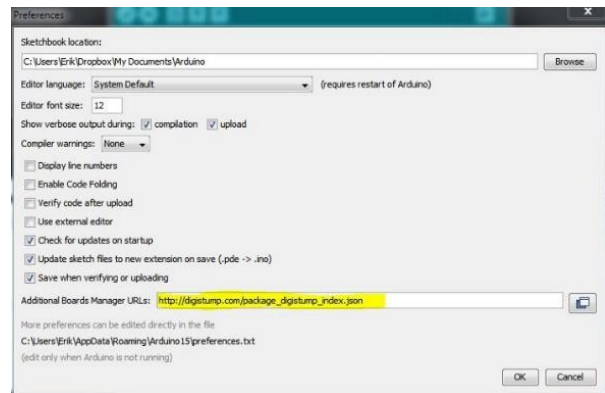 Preferences
Sketchbook location:
C:\Users\Erik\Dropbox\My Documents\Arduino Browse
Editor language: System Default (requires restart of Arduino)
Editor font size: 12
Show verbose output during: compilation upload
Compiler warnings: None
Display line numbers
Enable Code Folding
Verify code after upload
Use external editor
Check for updates on startup
Update sketch files to new extension on save (.pde -> .ino)
Save when verifying or uploading
Additional Boards Manager URLs: http://digistump.com/package_digistump_index.json
More preferences can be edited directly in the file
C:\Users\Erik\AppData\Roaming\Arduino15\preferences.txt
(edit only when Arduino is not running)
OK Cancel